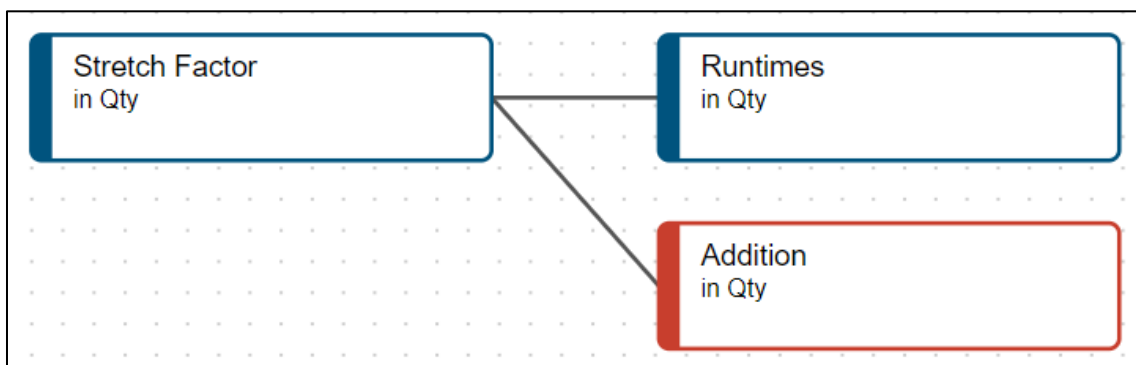 Stretch Factor
in Qty
Runtimes
in Qty
Addition
in Qty